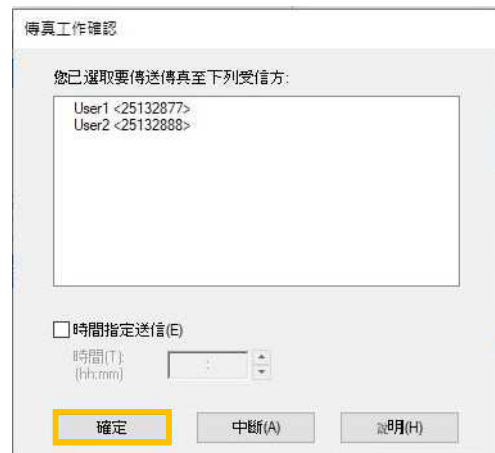 傳真工作確認
您已選取要傳送傳真至下列受信方:
User1 <25132877>
User2 <25132888>
時間指定送信(E)
時間(T):
(hh:mm)
:
確定
中斷(A)
說明(H)